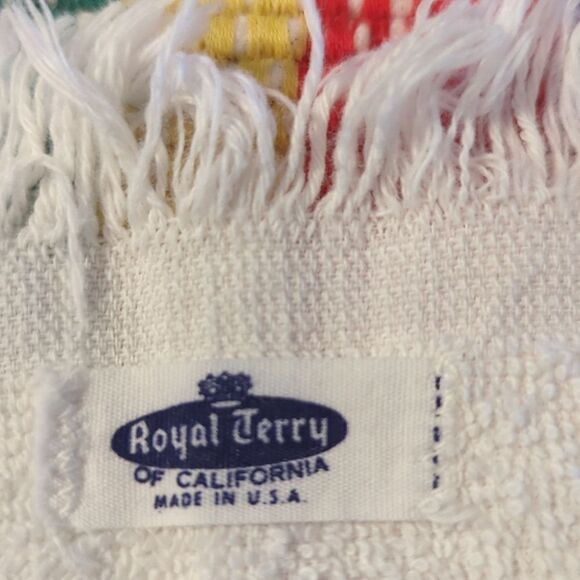 Royal Terry
OF CALIFORNIA
MADE IN U.S.A.